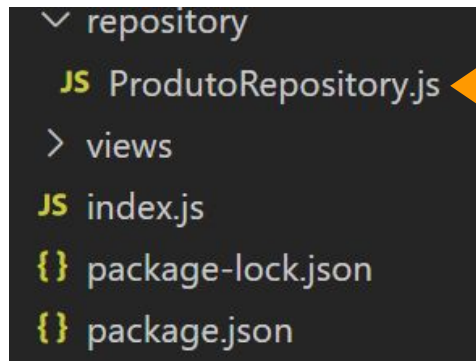 repository
JS ProdutoRepository.js
views
JS index.js
{} package-lock.json
{} package.json